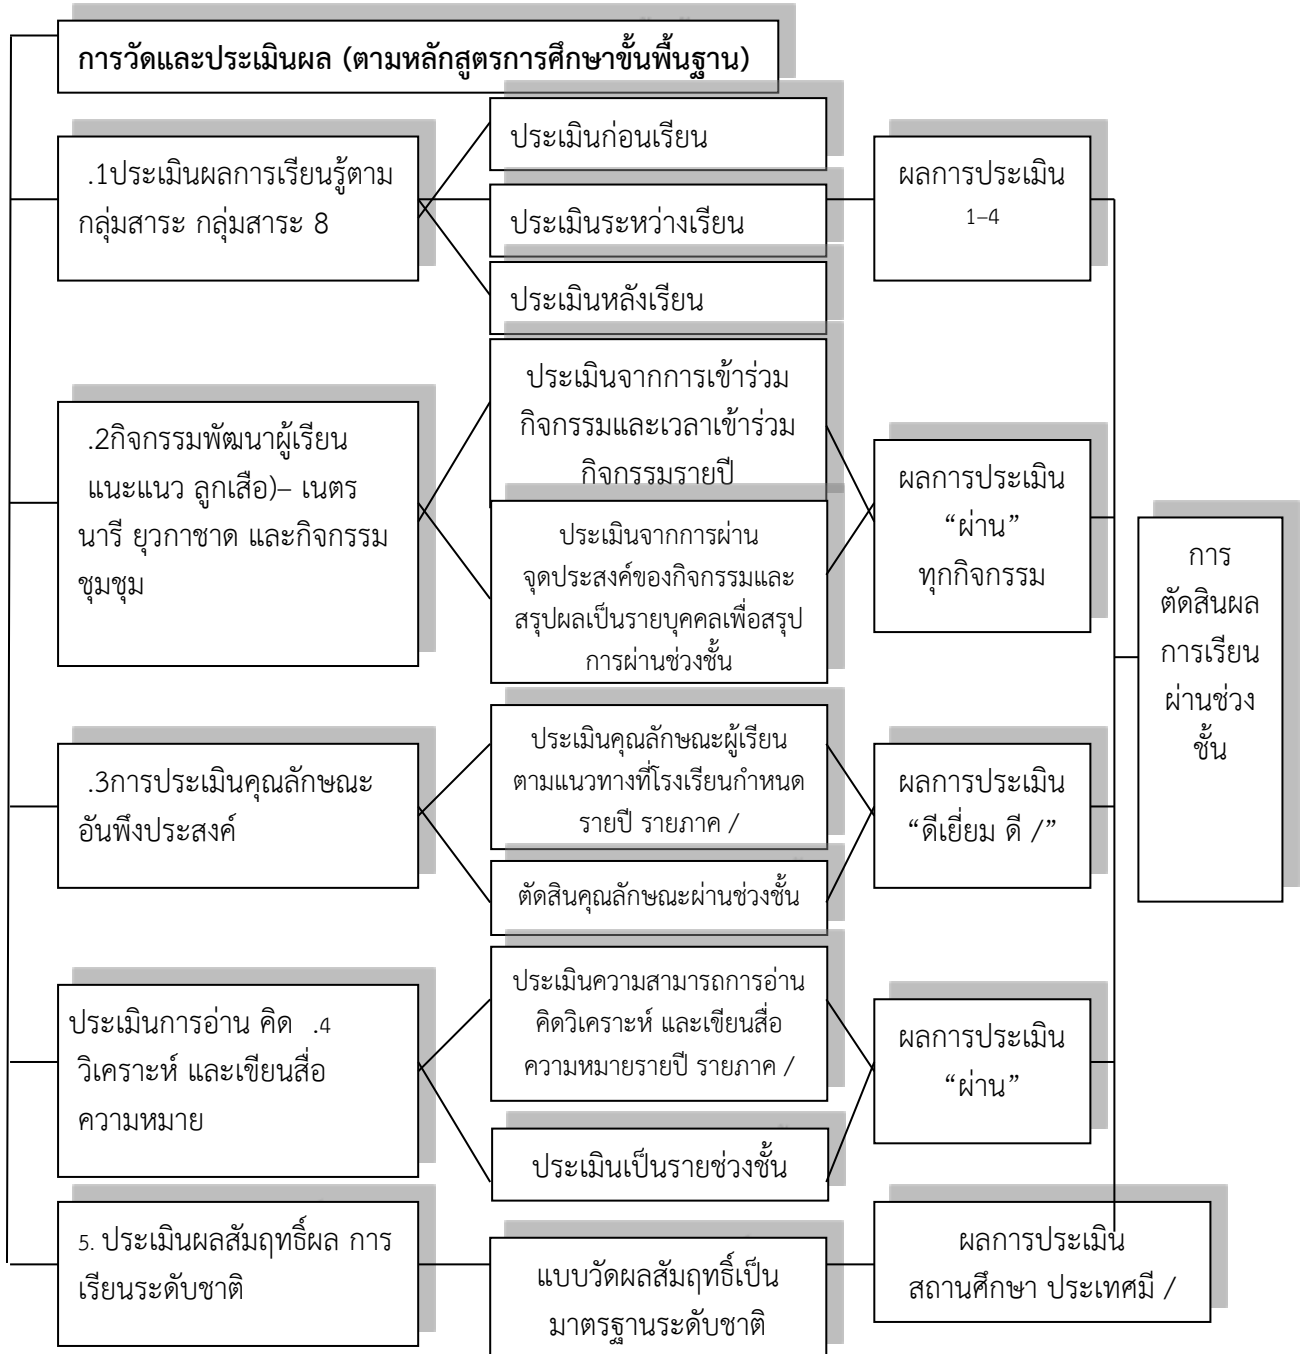 การวัดและประเมินผล (ตามหลักสูตรการศึกษาขั้นพื้นฐาน)
.1ประเมินผลการเรียนรู้ตาม
กลุ่มสาระ กลุ่มสาระ 8
ประเมินก่อนเรียน
ประเมินระหว่างเรียน
ประเมินหลังเรียน
ผลการประเมิน
1–4
.2กิจกรรมพัฒนาผู้เรียน
แนะแนว ลูกเสือ)– เนตร
นารี ยุวกาชาด และกิจกรรม
ชุมชุม
ประเมินจากการเข้าร่วม
กิจกรรมและเวลาเข้าร่วม
กิจกรรมรายปี
ประเมินจากการผ่าน
จุดประสงค์ของกิจกรรมและ
สรุปผลเป็นรายบุคคลเพื่อสรุป
การผ่านช่วงชั้น
ผลการประเมิน
“ผ่าน”
ทุกกิจกรรม
.3การประเมินคุณลักษณะ
อันพึงประสงค์
ประเมินคุณลักษณะผู้เรียน
ตามแนวทางที่โรงเรียนกำหนด
รายปี รายภาค /
ตัดสินคุณลักษณะผ่านช่วงชั้น
ผลการประเมิน
“ดีเยี่ยม ดี /”
ประเมินการอ่าน คิด .4
วิเคราะห์ และเขียนสื่อ
ความหมาย
ประเมินความสามารถการอ่าน
คิดวิเคราะห์ และเขียนสื่อ
ความหมายรายปี รายภาค /
ประเมินเป็นรายช่วงชั้น
ผลการประเมิน
“ผ่าน”
5. ประเมินผลสัมฤทธิ์ผล การ
เรียนระดับชาติ
แบบวัดผลสัมฤทธิ์เป็น
มาตรฐานระดับชาติ
ผลการประเมิน
สถานศึกษา ประเทศมี /
การ
ตัดสินผล
การเรียน
ผ่านช่วง
ชั้น